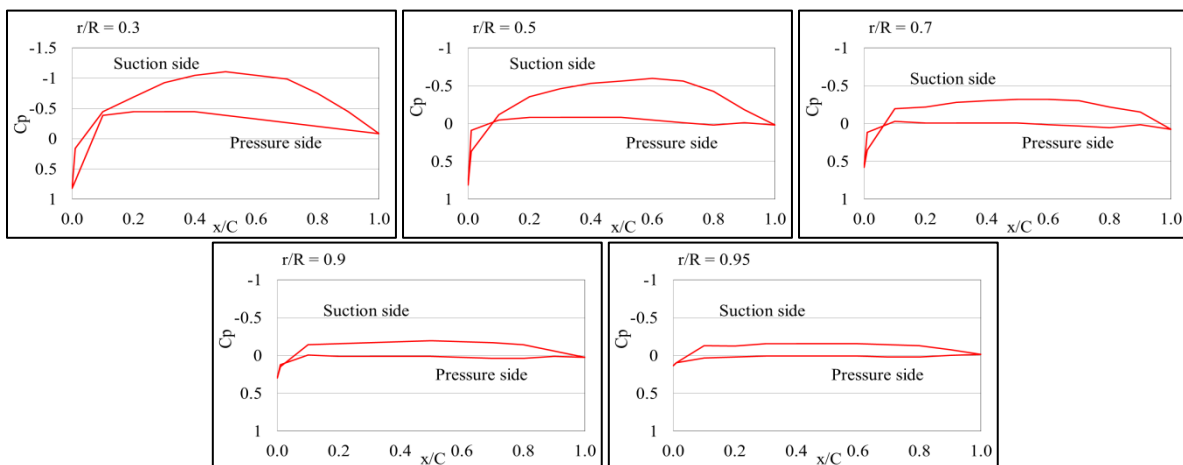 r/R = 0.3
-1.5
-1
-0.5
0
0.5
1
Cp
Suction side
Pressure side
0.0 0.2 0.4 0.6 0.8 1.0
x/C
r/R = 0.5
-1
-0.5
0
0.5
1
Cp
Suction side
Pressure side
0.0 0.2 0.4 0.6 0.8 1.0
x/C
r/R = 0.7
-1
-0.5
0
0.5
1
Cp
Suction side
Pressure side
0.0 0.2 0.4 0.6 0.8 1.0
x/C
r/R = 0.9
-1
-0.5
0
0.5
1
Cp
Suction side
Pressure side
0.0 0.2 0.4 0.6 0.8 1.0
x/C
r/R = 0.95
-1
-0.5
0
0.5
1
Cp
Suction side
Pressure side
0.0 0.2 0.4 0.6 0.8 1.0
x/C